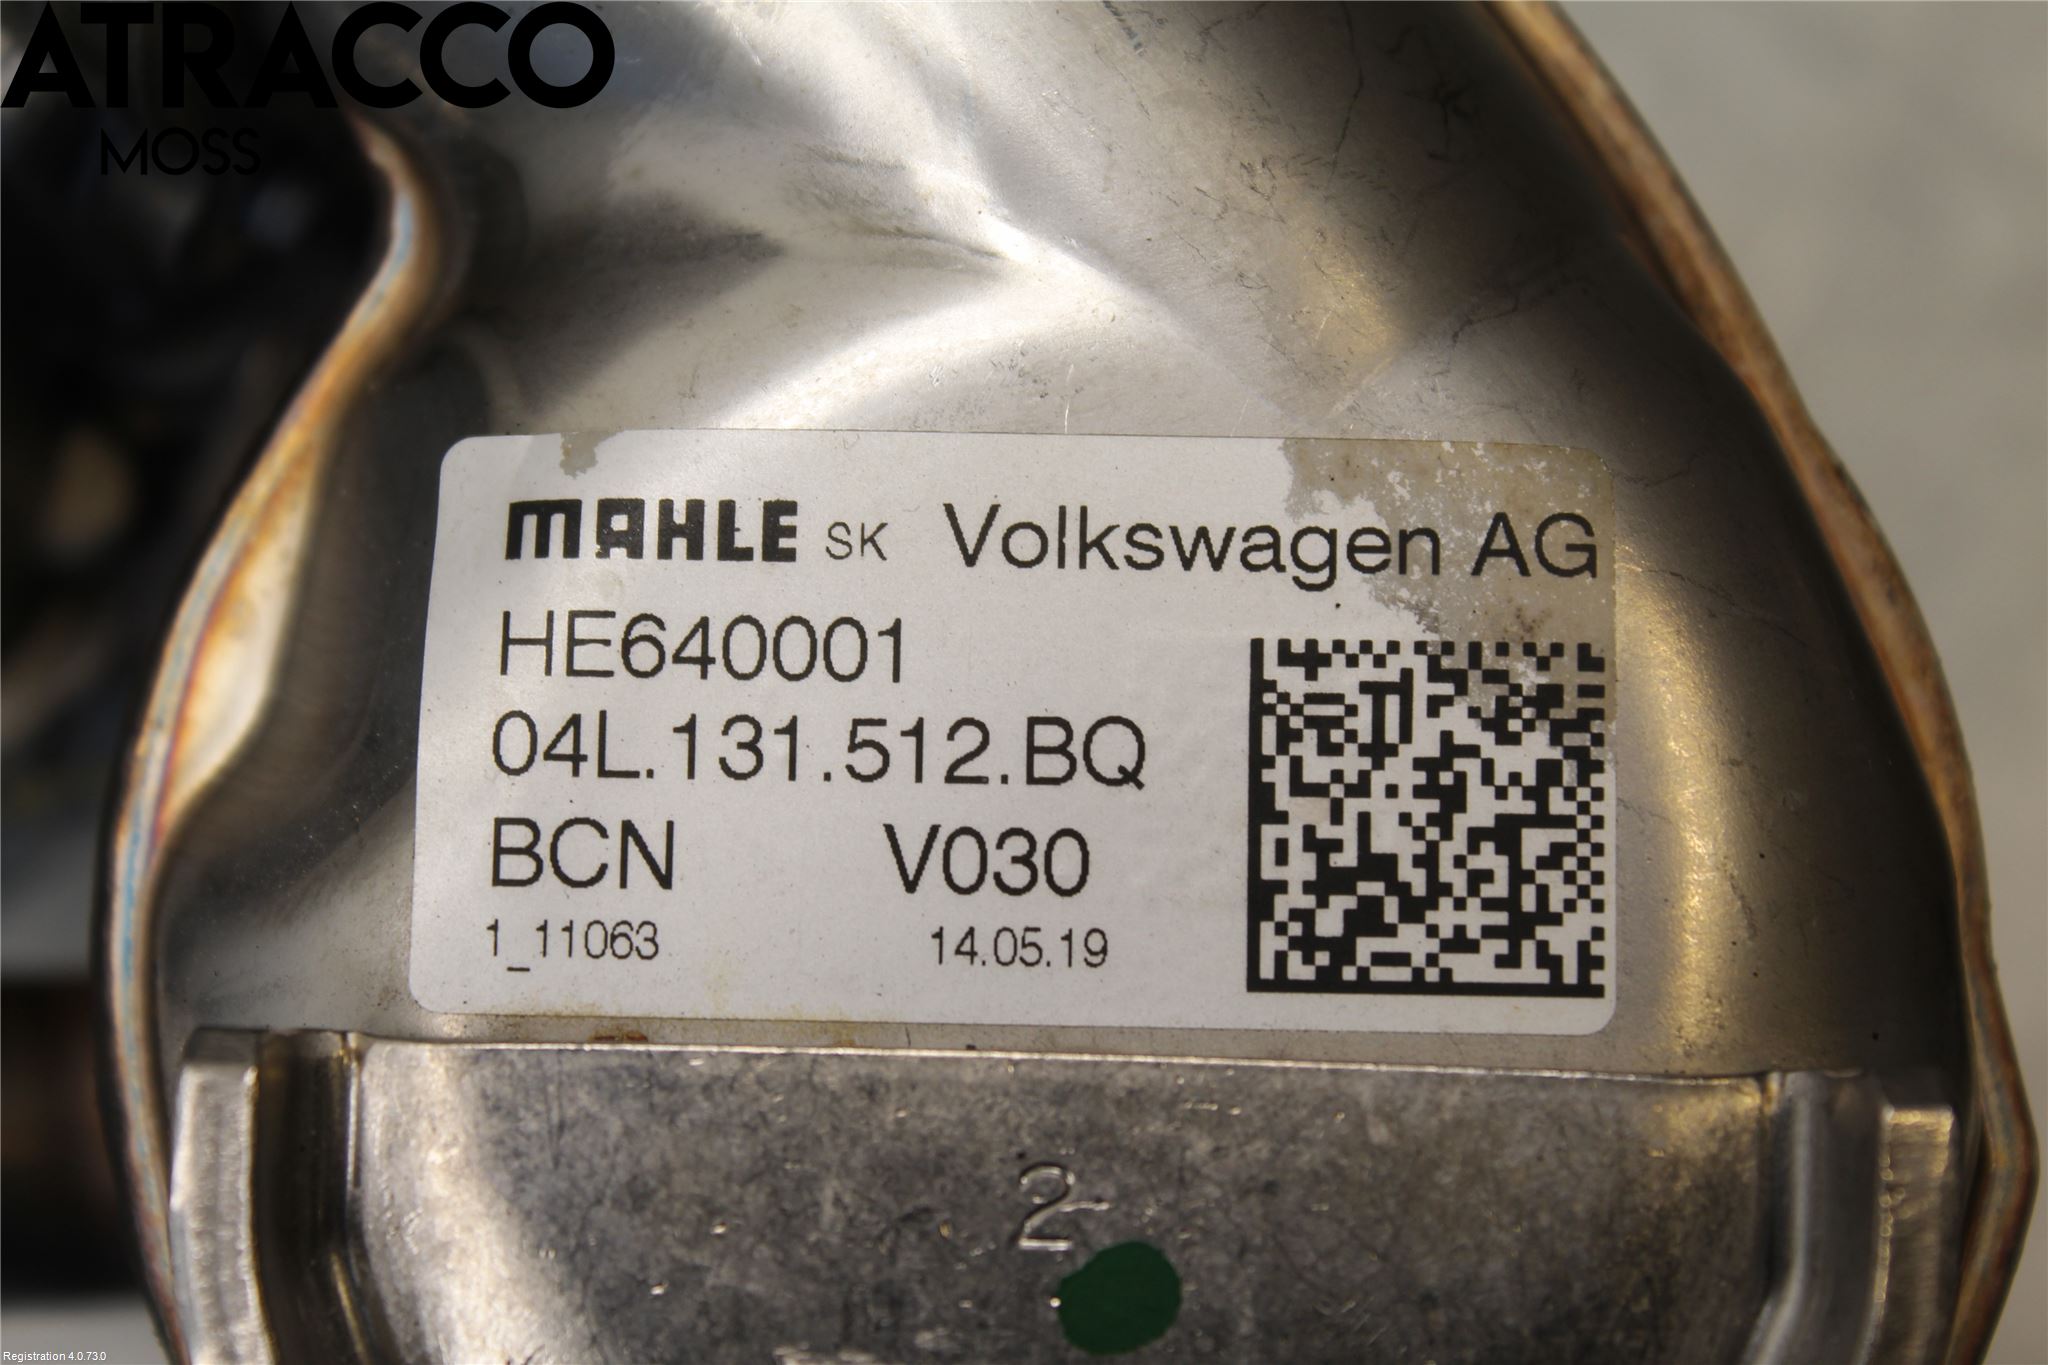 ATRACCO
MOSS
MAHLE SK Volkswagen AG
HE640001
04L.131.512.BQ
BCN V030
1_11063 14.05.19
2
Registration 4.0.73.0